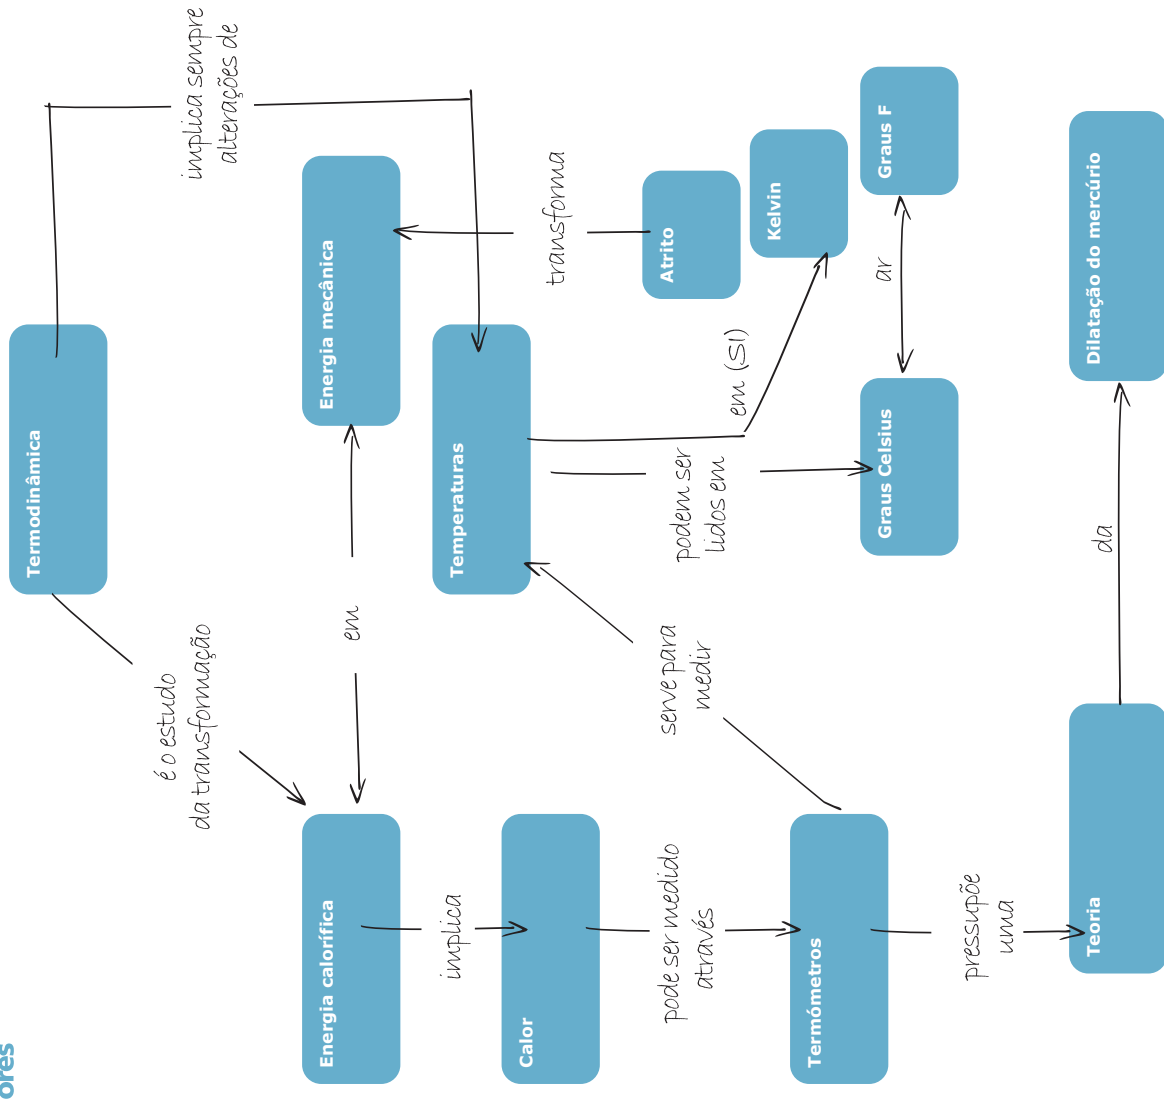 ores
Termodinâmica
implica sempre
alterações de
é o estudo
da transformação
Energia calorífica
em
Energia mecânica
transforma
Atrito
implica
Calor
Temperaturas
pode ser medido
através
serve para
medir
podem ser
lidos em
em (SI)
Kelvin
Termómetros
Graus Celsius
ar
Graus F
pressupõe
uma
Teoria
da
Dilatação do mercúrio